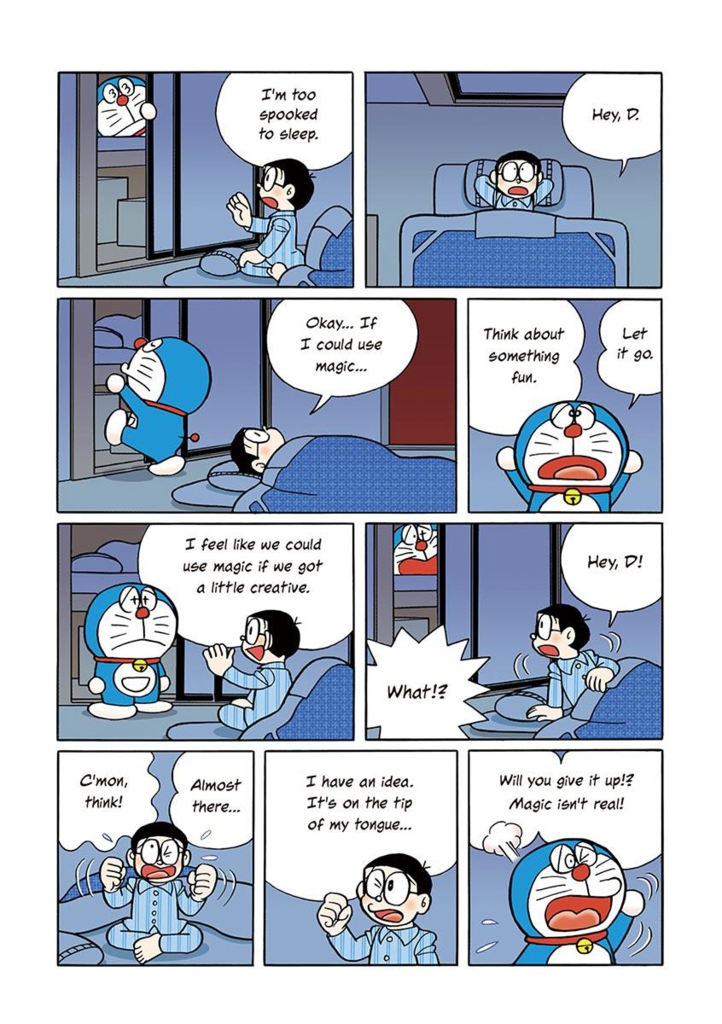 Hey, D.
I'm too
spooked
to sleep.
Let
it go.
Think about
something
fun.
Okay... If
I could use
magic...
Hey, D!
What!?
I feel like we could
use magic if we got
a little creative.
Will you give it up!?
Magic isn't real!
I have an idea.
It's on the tip
of my tongue...
Almost
there...
C'mon,
think!